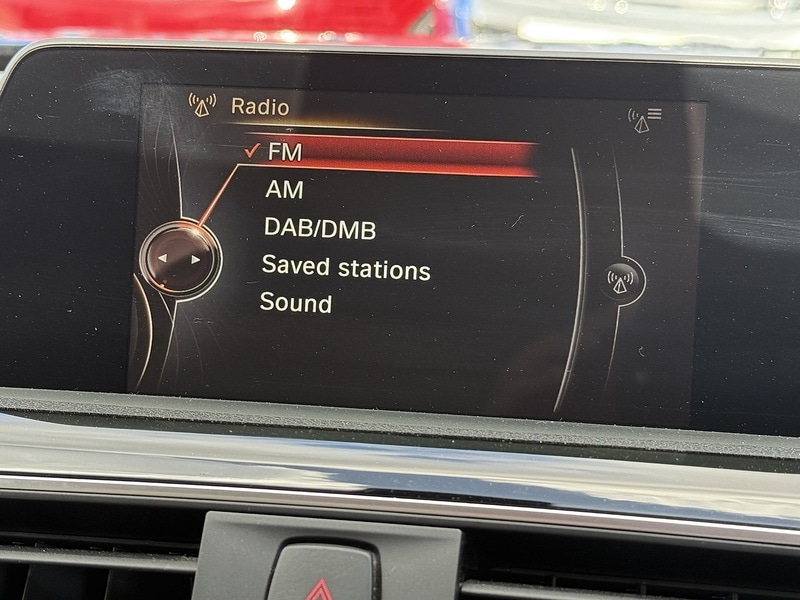 Radio
FM
AM
DAB/DMB
Saved stations
Sound